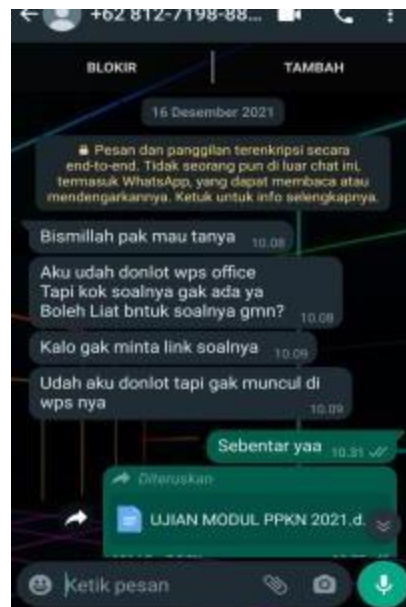 +62 812-7198-88...
BLOKIR
TAMBAH
16 Desember 2021
Pesan dan panggilan terenkripsi secara
end-to-end. Tidak seorang pun di luar chat ini,
termasuk WhatsApp, yang dapat membaca atau
mendengarkannya. Ketuk untuk info selengkapnya.
Bismillah pak mau tanya 10.08
Aku udah donlot wps office
Tapi kok soalnya gak ada ya
Boleh Liat bntuk soalnya gmn? 10.08
Kalo gak minta link soalnya 10.09
Udah aku donlot tapi gak muncul di
wps nya
10.09
Sebentar yaa 10.31
Diteruskan
UJIAN MODUL PPKN 2021.d.
Ketik pesan